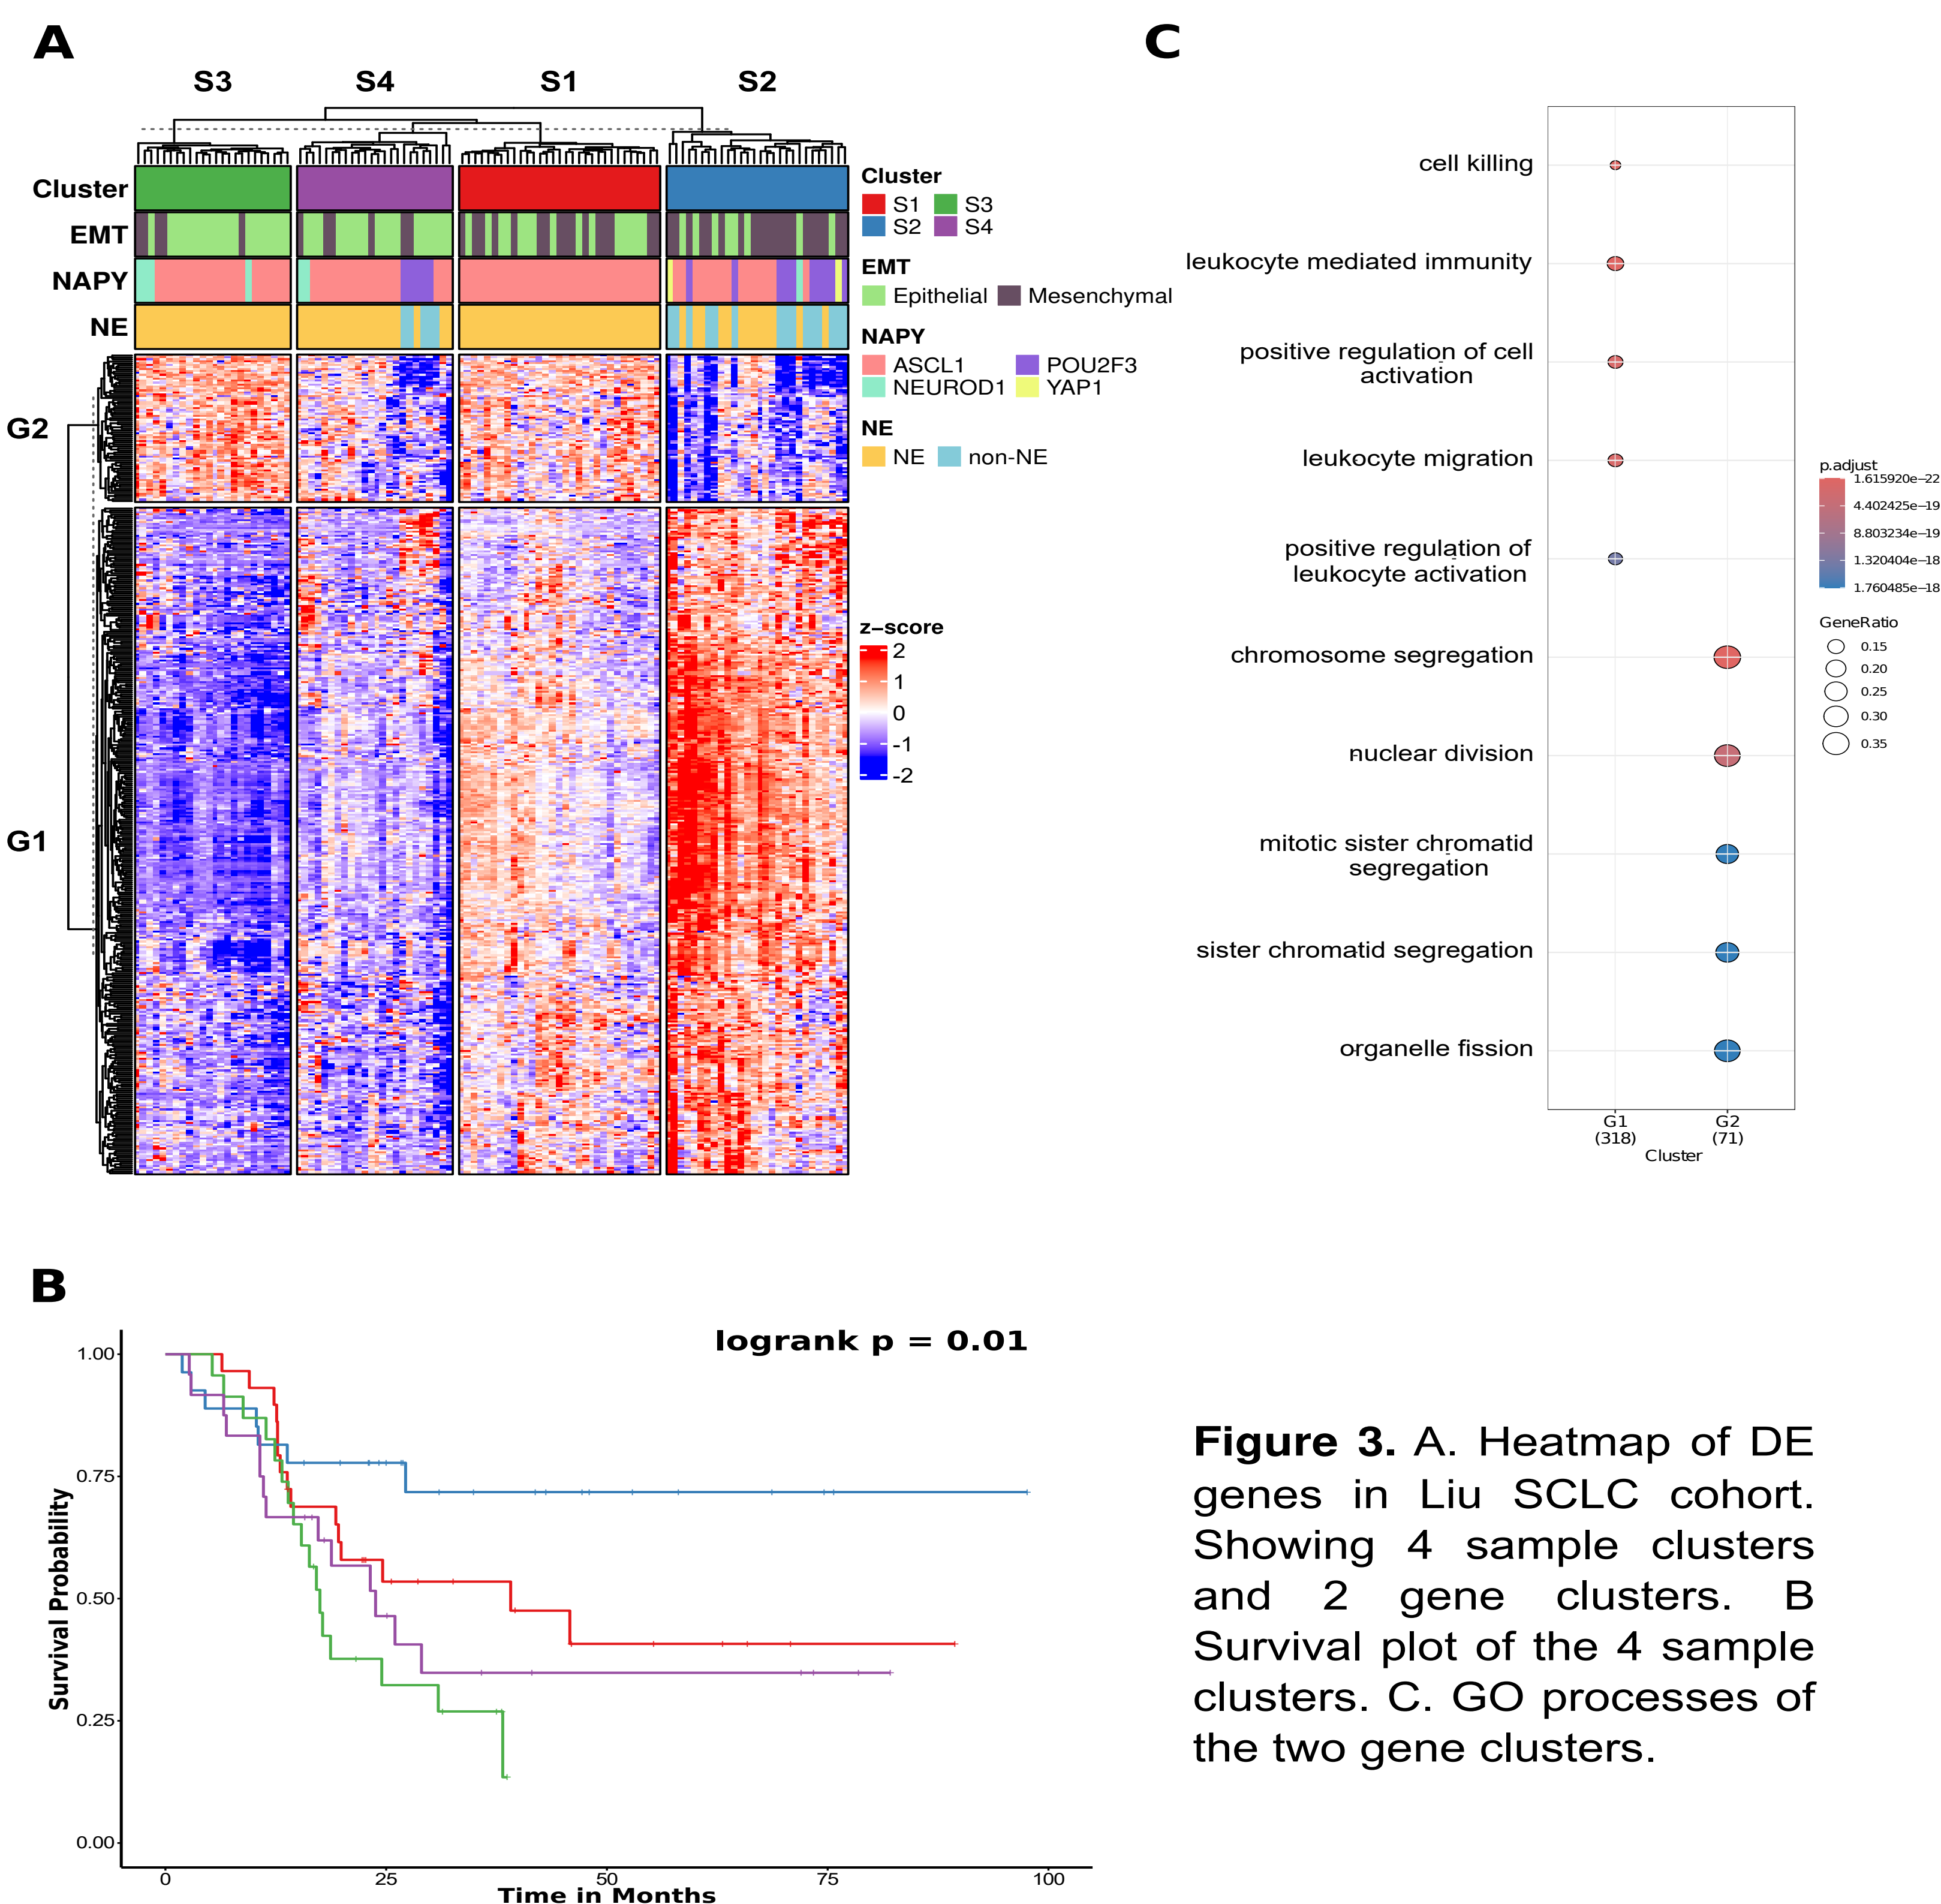 A
S3 S4 S1 S2
Cluster
EMT
NAPY
NE
G2
G1
Cluster
S1 S3
S2 S4
EMT
Epithelial Mesenchymal
NAPY
ASCL1 POU2F3
NEUROD1 YAP1
NE
NE non-NE
z-score
2
1
0
-1
-2
C
cell killing
leukocyte mediated immunity
positive regulation of cell
activation
leukocyte migration
positive regulation of
leukocyte activation
chromosome segregation
nuclear division
mitotic sister chromatid
segregation
sister chromatid segregation
organelle fission
G1 G2
(318) (71)
Cluster
p.adjust
1.615920e-22
4.402425e-19
8.803234e-19
1.320404e-18
1.760485e-18
GeneRatio
0.15
0.20
0.25
0.30
0.35
B
logrank p = 0.01
Survival Probability
1.00
0.75
0.50
0.25
0.00
0 25 50 75 100
Time in Months
Figure 3. A. Heatmap of DE
genes in Liu SCLC cohort.
Showing 4 sample clusters
and 2 gene clusters. B
Survival plot of the 4 sample
clusters. C. GO processes of
the two gene clusters.